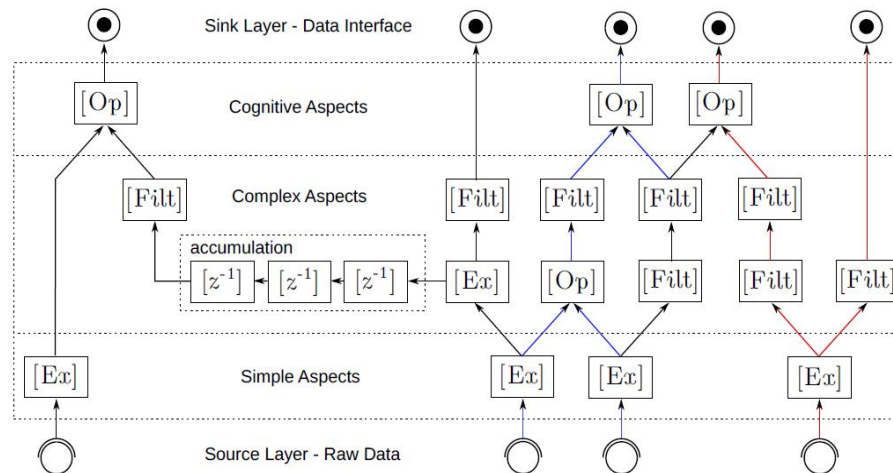 Sink Layer - Data Interface
[Op] Cognitive Aspects [Op] [Op]
[Filt] Complex Aspects [Filt] [Filt] [Filt] [Filt]
accumulation
[z⁻¹] [z⁻¹] [z⁻¹] [Ex] [Op] [Filt] [Filt] [Filt]
[Ex] Simple Aspects [Ex] [Ex] [Ex]
Source Layer - Raw Data